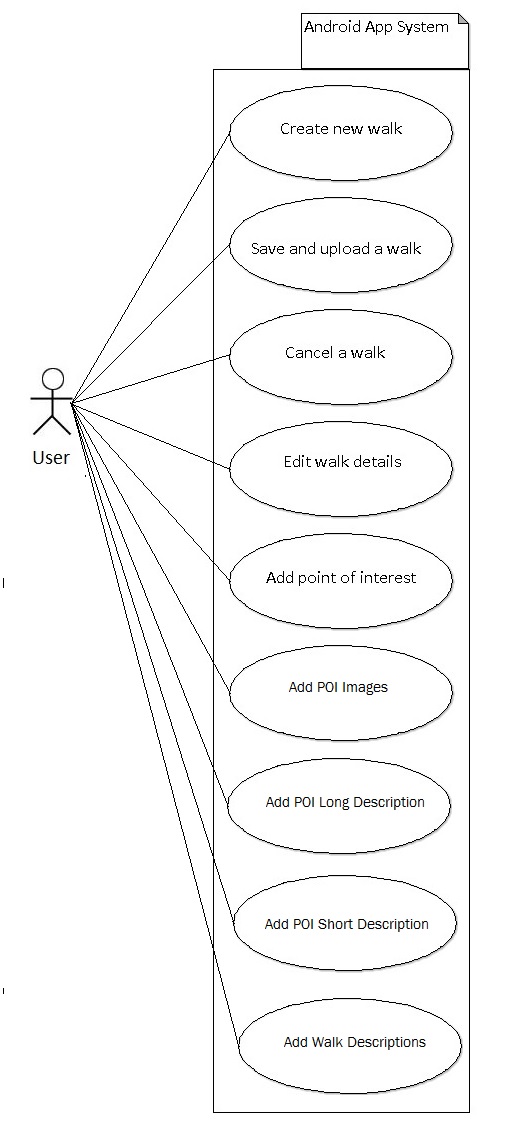 Android App System
Create new walk
Save and upload a walk
Cancel a walk
Edit walk details
User
Add point of interest
Add POI Images
Add POI Long Description
Add POI Short Description
Add Walk Descriptions